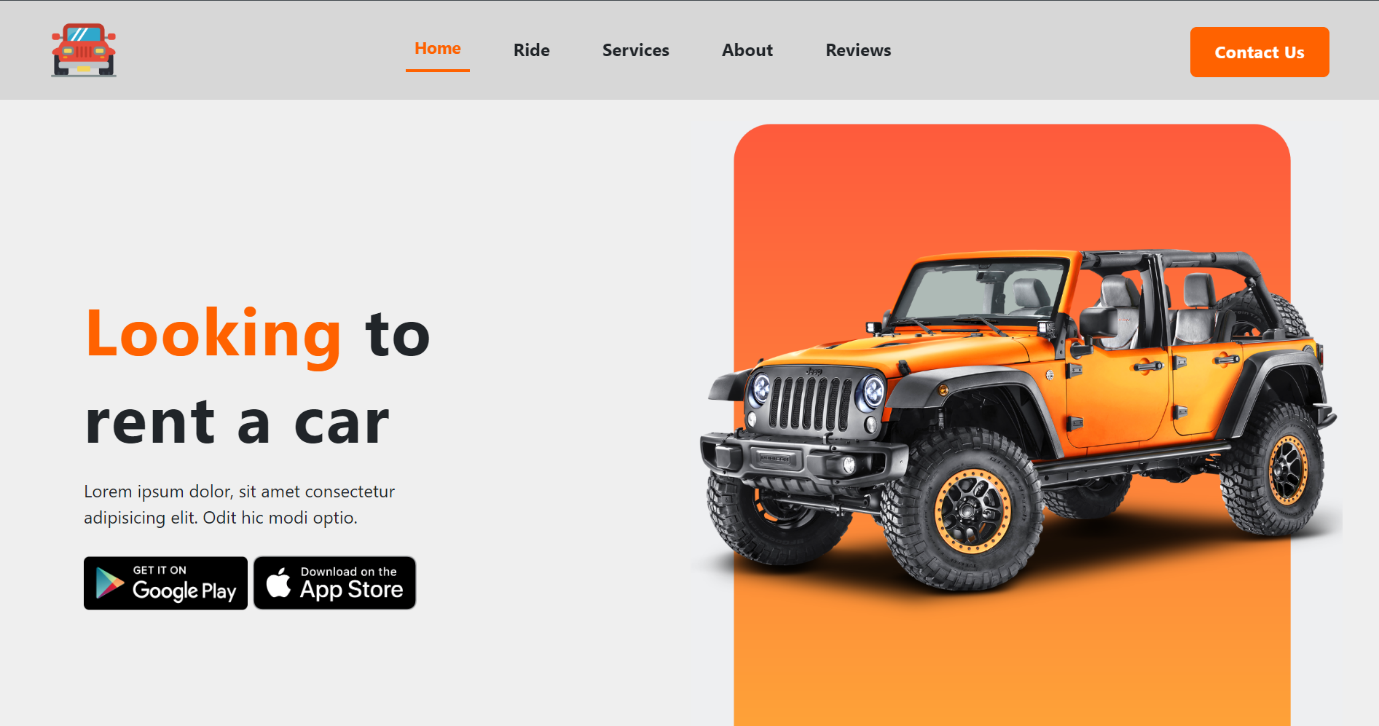 Home
Ride
Services
About
Reviews
Contact Us
Looking to
rent a car
Lorem ipsum dolor, sit amet consectetur
adipisicing elit. Odit hic modi optio.
GET IT ON
Google Play
Download on the
App Store
Jeep